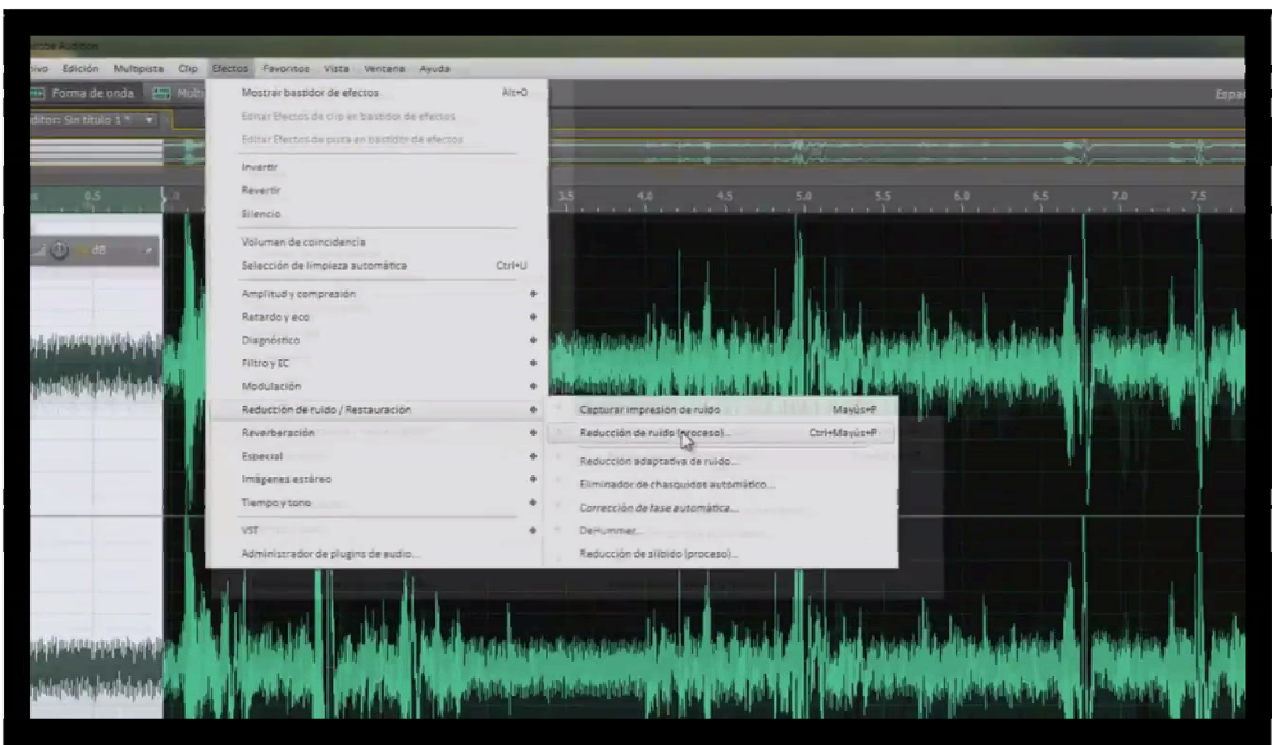 Audition
Edición Multipista Clip Efectos Favoritos Vista Ventana Ayuda
Forma de onda
Espa
Sin título 1 *
Mostrar bastidor de efectos Alt+D
Editar Efectos de clip en bastidor de efectos
Editar Efectos de pista en bastidor de efectos
Invertir
Revertir
Silencio
0.5 3.5 4.0 4.5 5.0 5.5 6.0 6.5 7.0 7.5
Volumen de coincidencia
dB
Selección de limpieza automática Ctrl+U
Amplitud y compresión
Retardo y eco
Diagnóstico
Filtro y EC
Modulación
Reducción de ruido / Restauración
Reverberación
Especial
Imágenes estéreo
Tiempo y tono
VST
Administrador de plugins de audio...
Capturar impresión de ruido Mayús+P
Reducción de ruido (proceso)... Ctrl+Mayús+P
Reducción adaptativa de ruido...
Eliminador de chasquidos automático...
Corrección de fase automática...
DeHummer...
Reducción de silbido (proceso)...